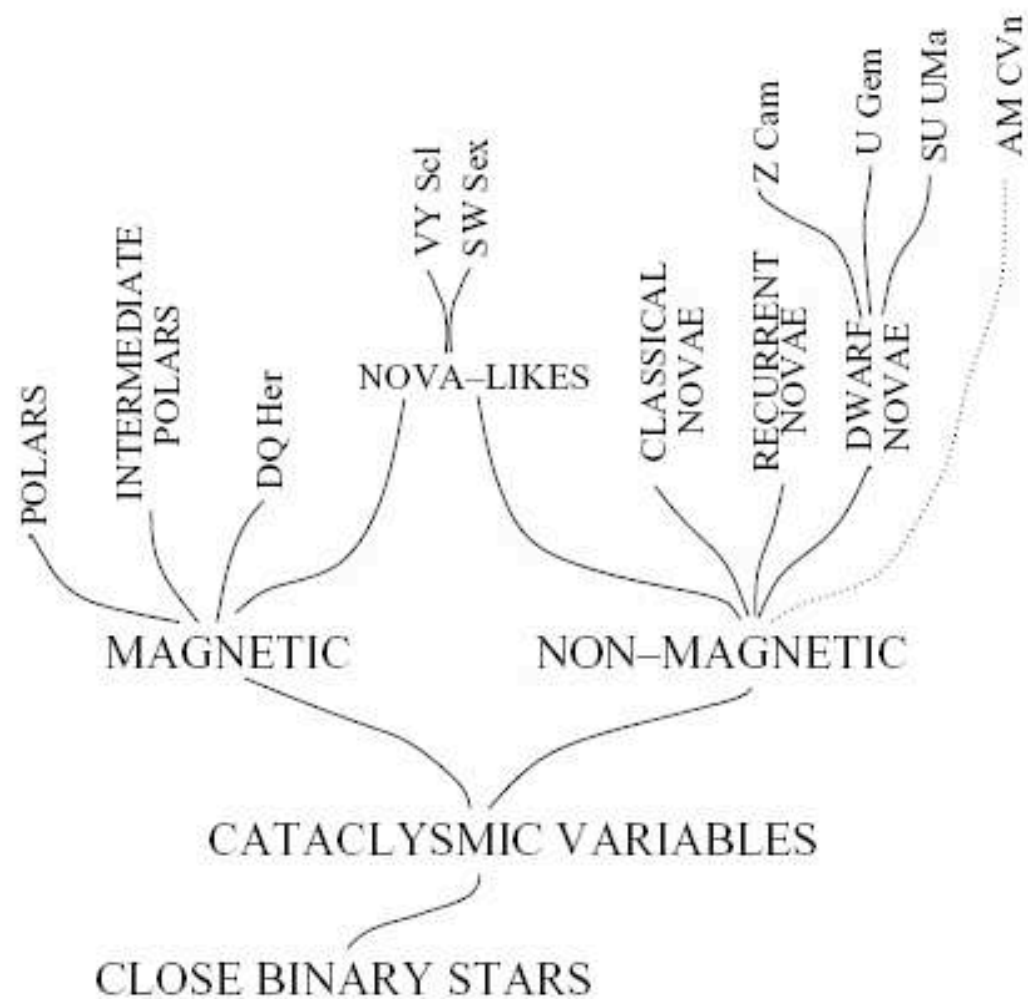 AM CVn
SU UMa
U Gem
Z Cam
VY Scl
SW Sex
NOVA–LIKES
POLARS
INTERMEDIATE
POLARS
DQ Her
CLASSICAL
NOVAE
RECURRENT
NOVAE
DWARF
NOVAE
MAGNETIC
NON–MAGNETIC
CATACLYSMIC VARIABLES
CLOSE BINARY STARS